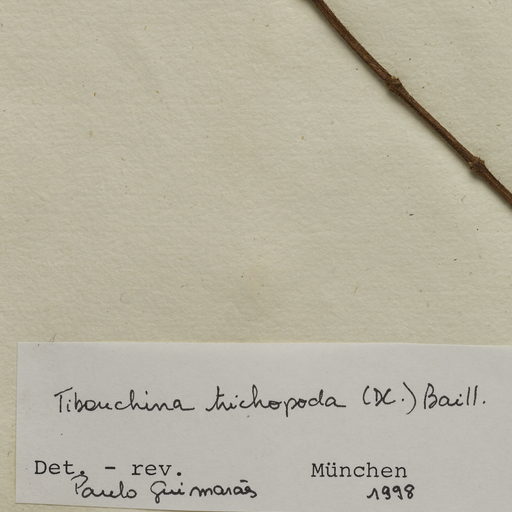 Tibouchina trichopoda (DC.) Baill.
Det. - rev. München
Paulo Guimarães 1998